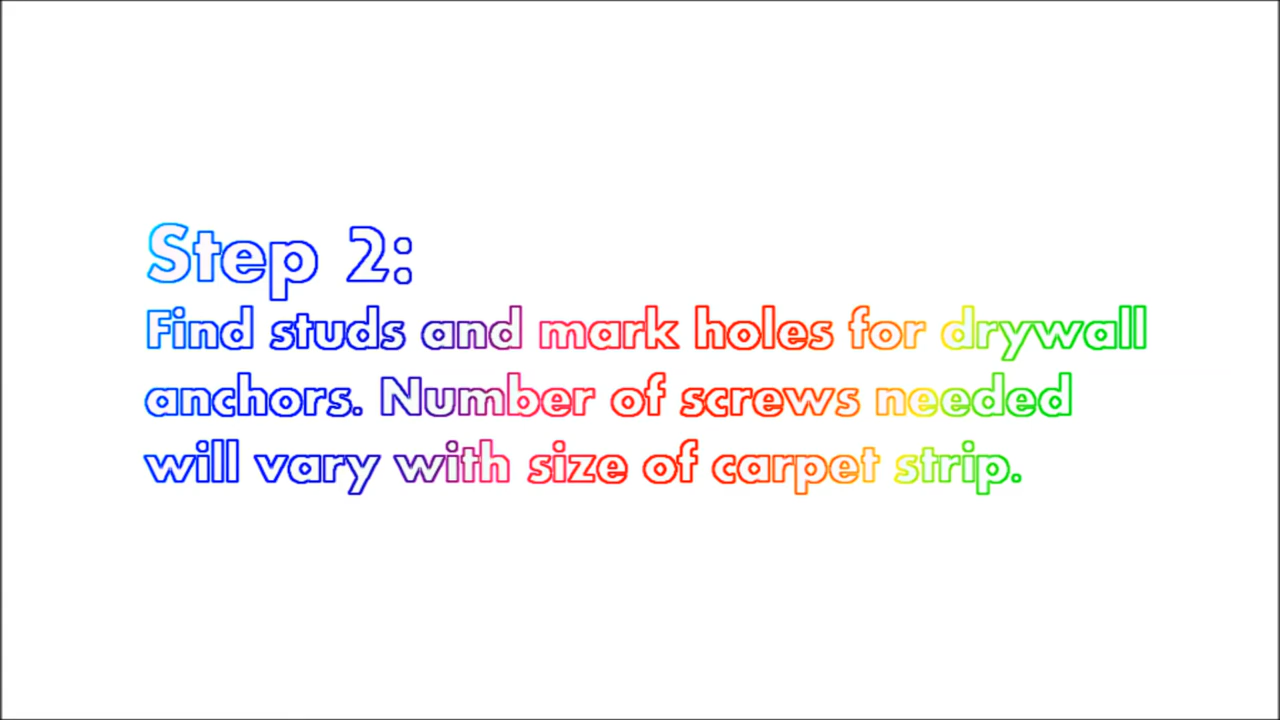 Step 2:
Find studs and mark holes for drywall
anchors. Number of screws needed
will vary with size of carpet strip.